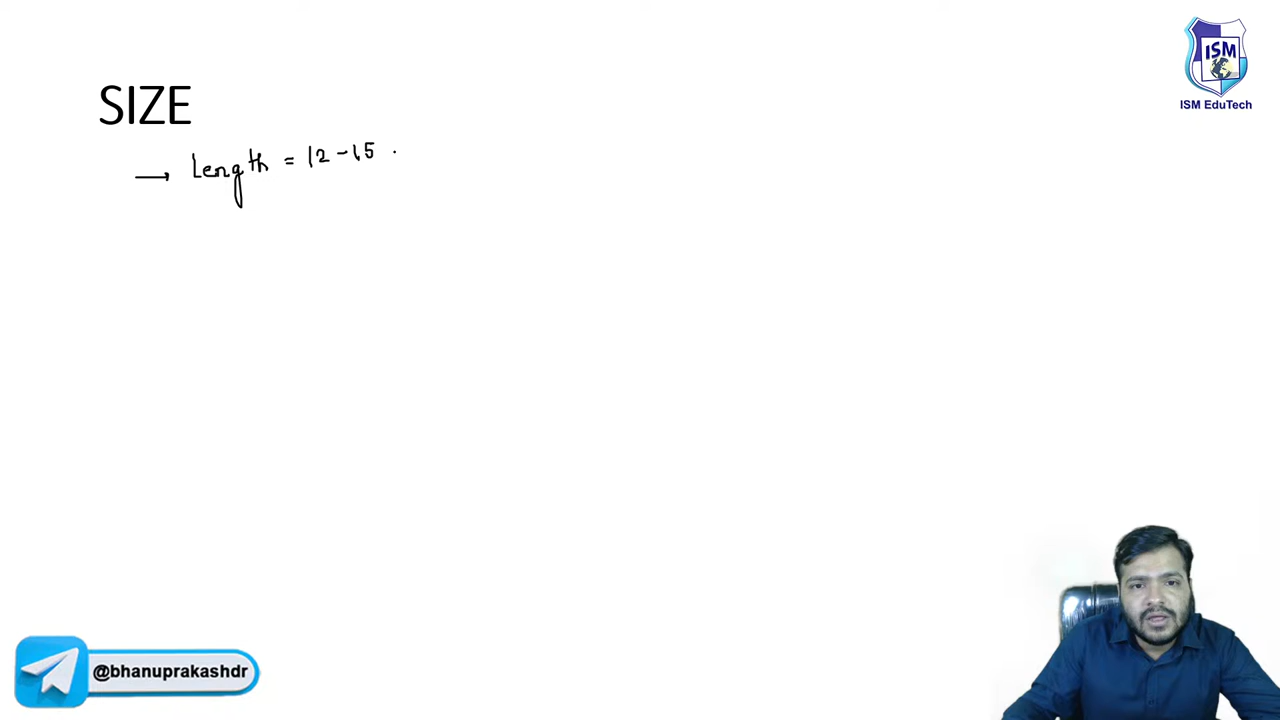 ISM
ISM EduTech
SIZE
→ Length = 12-15
@bhanuprakashdr